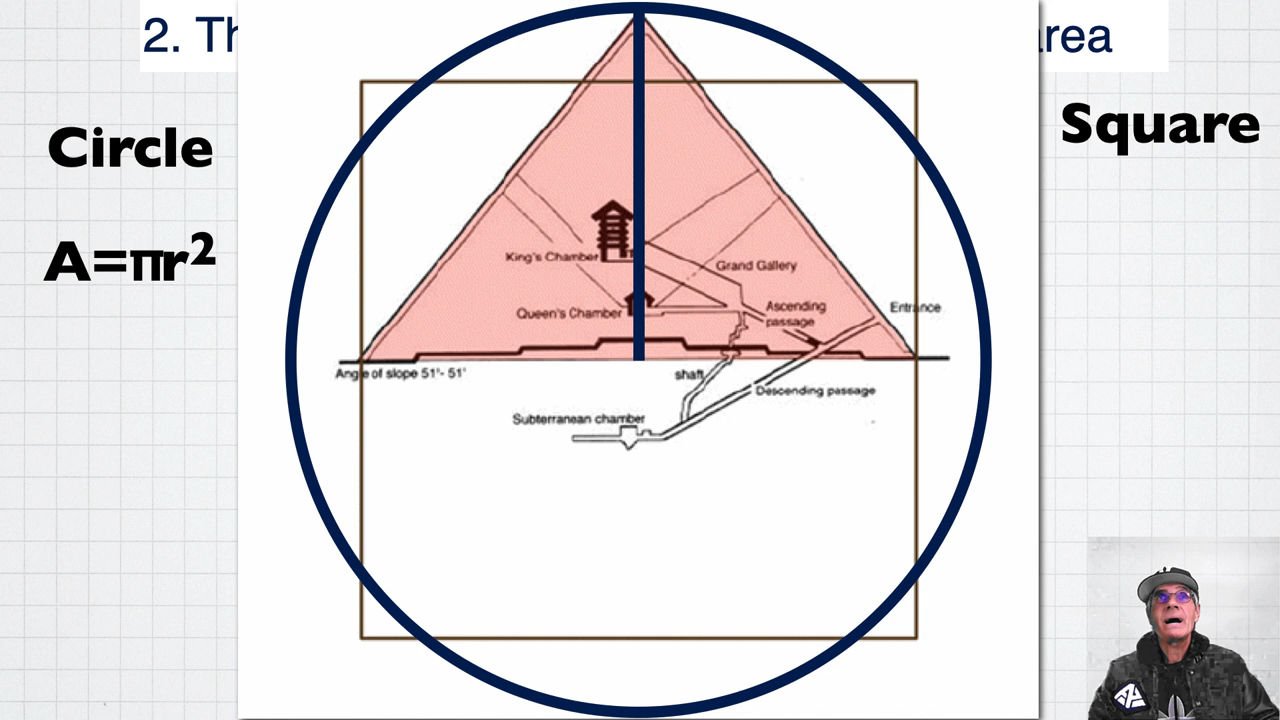 2. Th
area
Circle
Square
A=πr²
King's Chamber
Grand Gallery
Queen's Chamber
Ascending
passage
Entrance
Angle of slope 51'- 51'
shaft
Descending passage
Subterranean chamber